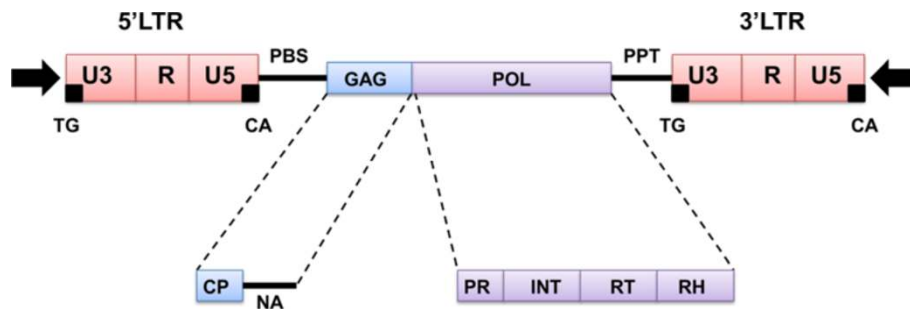 5'LTR 3'LTR
PBS PPT
U3 R U5 GAG POL U3 R U5
TG CA TG CA
CP PR INT RT RH
NA